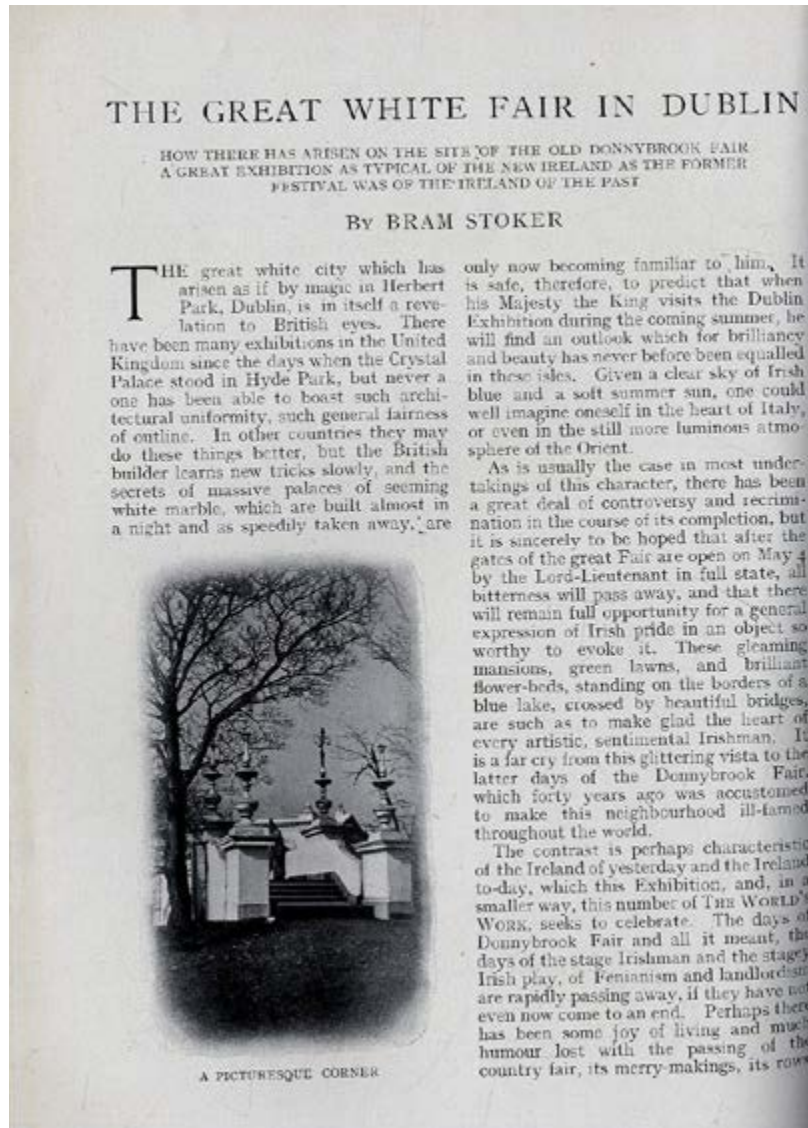 THE GREAT WHITE FAIR IN DUBLIN
HOW THERE HAS ARISEN ON THE SITE OF THE OLD DONNYBROOK FAIR
A GREAT EXHIBITION AS TYPICAL OF THE NEW IRELAND AS THE FORMER
FESTIVAL WAS OF THE IRELAND OF THE PAST
BY BRAM STOKER
THE great white city which has
arisen as if by magic in Herbert
Park, Dublin, is in itself a reve-
lation to British eyes. There
have been many exhibitions in the United
Kingdom since the days when the Crystal
Palace stood in Hyde Park, but never a
one has been able to boast such archi-
tectural uniformity, such general fairness
of outline. In other countries they may
do these things better, but the British
builder learns new tricks slowly, and the
secrets of massive palaces of seeming
white marble, which are built almost in
a night and as speedily taken away, are
A PICTURESQUE CORNER
only now becoming familiar to him. It
is safe, therefore, to predict that when
his Majesty the King visits the Dublin
Exhibition during the coming summer, he
will find an outlook which for brilliancy
and beauty has never before been equalled
in these isles. Given a clear sky of Irish
blue and a soft summer sun, one could
well imagine oneself in the heart of Italy,
or even in the still more luminous atmo-
sphere of the Orient.
As is usually the case in most under-
takings of this character, there has been
a great deal of controversy and recrimi-
nation in the course of its completion, but
it is sincerely to be hoped that after the
gates of the great Fair are open on May 4
by the Lord-Lieutenant in full state, all
bitterness will pass away, and that there
will remain full opportunity for a general
expression of Irish pride in an object so
worthy to evoke it. These gleaming
mansions, green lawns, and brilliant
flower-beds, standing on the borders of a
blue lake, crossed by beautiful bridges,
are such as to make glad the heart of
every artistic, sentimental Irishman. It
is a far cry from this glittering vista to the
latter days of the Donnybrook Fair,
which forty years ago was accustomed
to make this neighbourhood ill-famed
throughout the world.
The contrast is perhaps characteristic
of the Ireland of yesterday and the Ireland
to-day, which this Exhibition, and, in a
smaller way, this number of THE WORLD'S
WORK, seeks to celebrate. The days of
Donnybrook Fair and all it meant, the
days of the stage Irishman and the stagey
Irish play, of Fenianism and landlordism
are rapidly passing away, if they have not
even now come to an end. Perhaps there
has been some joy of living and much
humour lost with the passing of the
country fair, its merry-makings, its rows